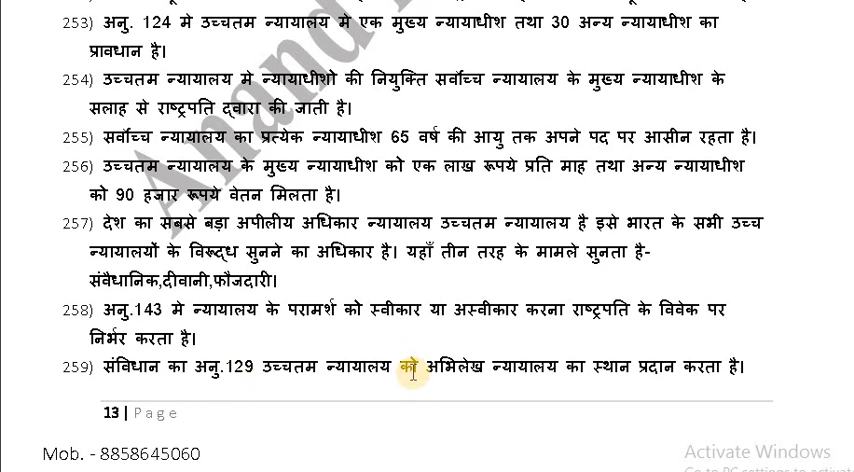 253) अनु. 124 मे उच्चतम न्यायालय मे एक मुख्य न्यायाधीश तथा 30 अन्य न्यायाधीश का
प्रावधान है।
254) उच्चतम न्यायालय मे न्यायाधीशो की नियुक्ति सर्वोच्च न्यायालय के मुख्य न्यायाधीश के
सलाह से राष्ट्रपति द्वारा की जाती है।
255) सर्वोच्च न्यायालय का प्रत्येक न्यायाधीश 65 वर्ष की आयु तक अपने पद पर आसीन रहता है।
256) उच्चतम न्यायालय के मुख्य न्यायाधीश को एक लाख रूपये प्रति माह तथा अन्य न्यायाधीश
को 90 हजार रूपये वेतन मिलता है।
257) देश का सबसे बड़ा अपीलीय अधिकार न्यायालय उच्चतम न्यायालय है इसे भारत के सभी उच्च
न्यायालयों के विरूद्ध सुनने का अधिकार है। यहाँ तीन तरह के मामले सुनता है-
संवैधानिक,दीवानी,फौजदारी।
258) अनु.143 मे न्यायालय के परामर्श को स्वीकार या अस्वीकार करना राष्ट्रपति के विवेक पर
निर्भर करता है।
259) संविधान का अनु.129 उच्चतम न्यायालय को अभिलेख न्यायालय का स्थान प्रदान करता है।
13 | Page
Mob. - 8858645060
Activate Windows
Anand